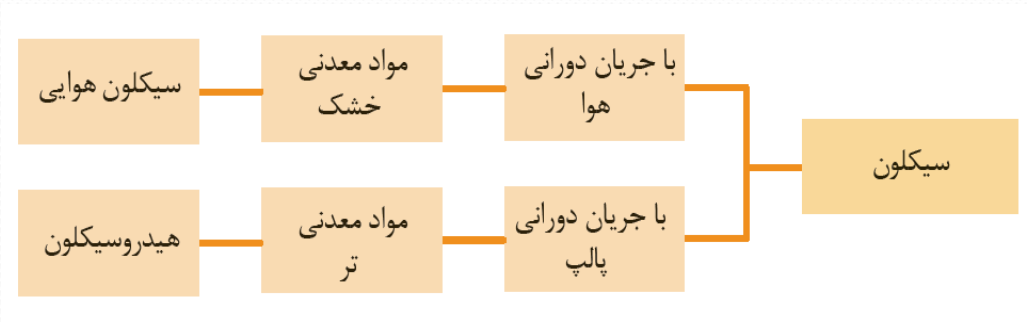 سیکلون
با جریان دورانی
هوا
مواد معدنی
خشک
سیکلون هوایی
با جریان دورانی
پالپ
مواد معدنی
تر
هیدروسیکلون